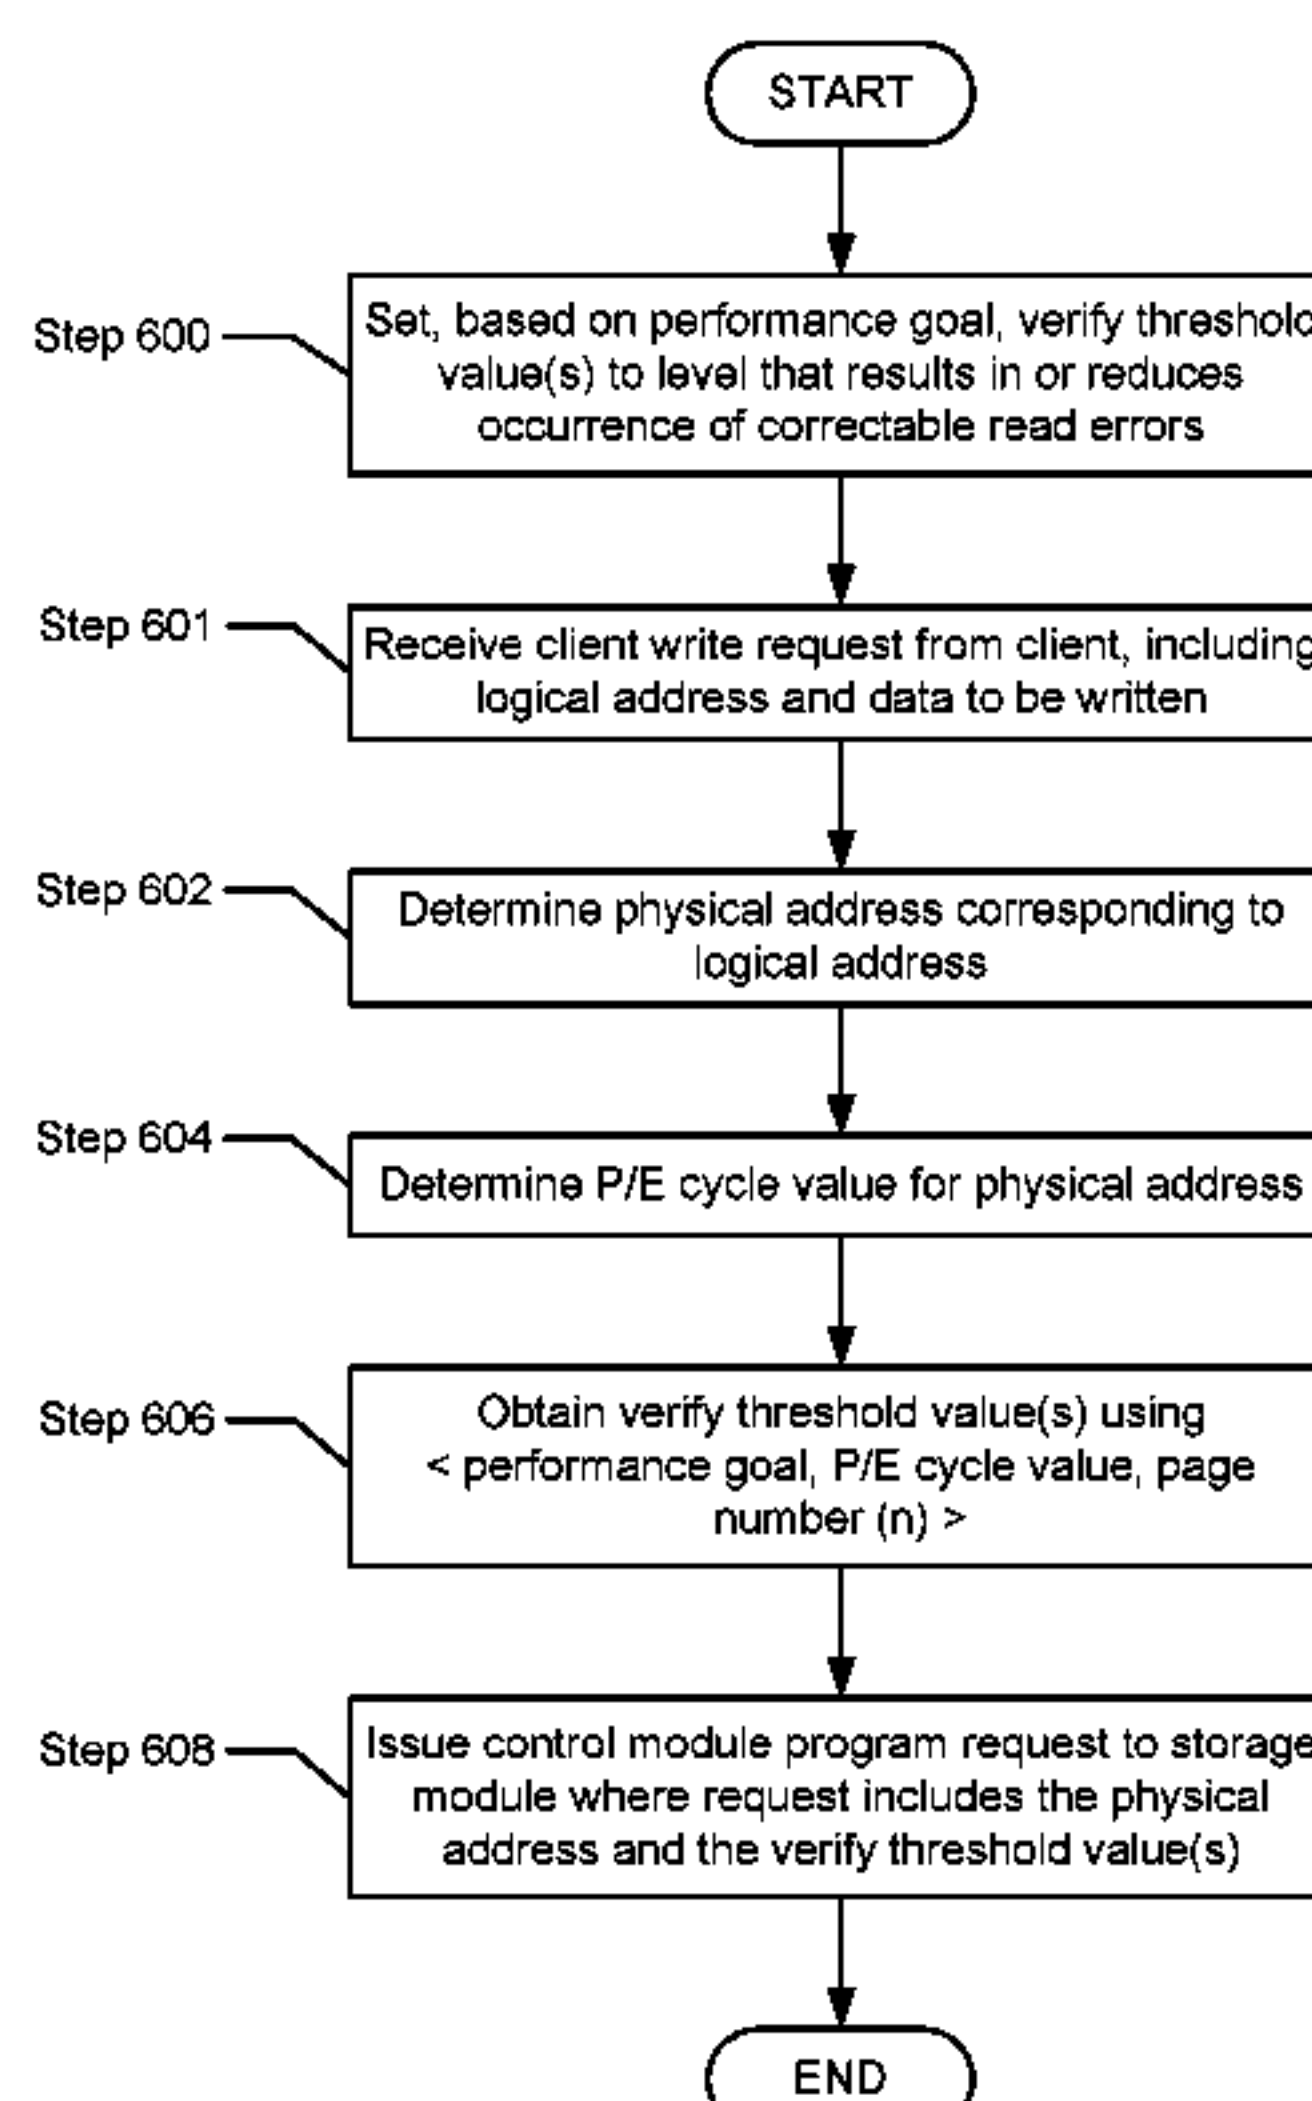 START
Step 600
Set, based on performance goal, verify threshold
value(s) to level that results in or reduces
occurrence of correctable read errors
Step 601
Receive client write request from client, including
logical address and data to be written
Step 602
Determine physical address corresponding to
logical address
Step 604
Determine P/E cycle value for physical address
Step 606
Obtain verify threshold value(s) using
< performance goal, P/E cycle value, page
number (n) >
Step 608
Issue control module program request to storage
module where request includes the physical
address and the verify threshold value(s)
END